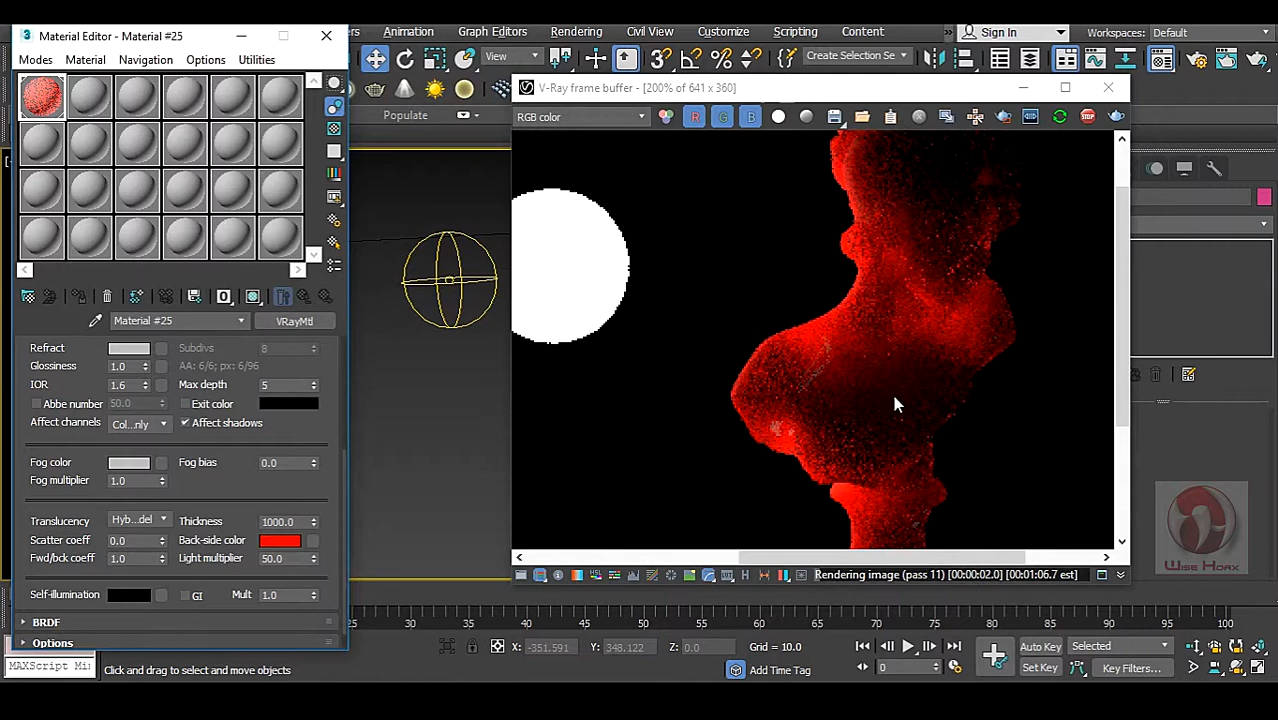 Material Editor - Material #25
Modes Material Navigation Options Utilities
Animation Graph Editors Rendering Civil View Customize Scripting Content
Sign In
Workspaces: Default
View
Create Selection Se
Populate
V-Ray frame buffer - [200% of 641 x 360]
RGB color
R G B
Material #25
VRayMtl
Refract Subdivs 8
Glossiness 1.0 AA: 6/6; px: 6/96
IOR 1.6 Max depth 5
Abbe number 50.0 Exit color
Affect channels Col...nly Affect shadows
Fog color Fog bias 0.0
Fog multiplier 1.0
Translucency Hyb...del Thickness 1000.0
Scatter coeff 0.0 Back-side color
Fwd/bck coeff 1.0 Light multiplier 50.0
Self-illumination GI Mult 1.0
BRDF
Options
Rendering image (pass 11) [00:00:02.0] [00:01:06.7 est]
WISE HOAX
30 35 40 45 50 55 60 65 70 75 80 85 90 95 100
X: -351.591 Y: 348.122 Z: 0.0 Grid = 10.0
Auto Key Selected
MAXScript Mi: Click and drag to select and move objects
Add Time Tag
0
Set Key Key Filters...